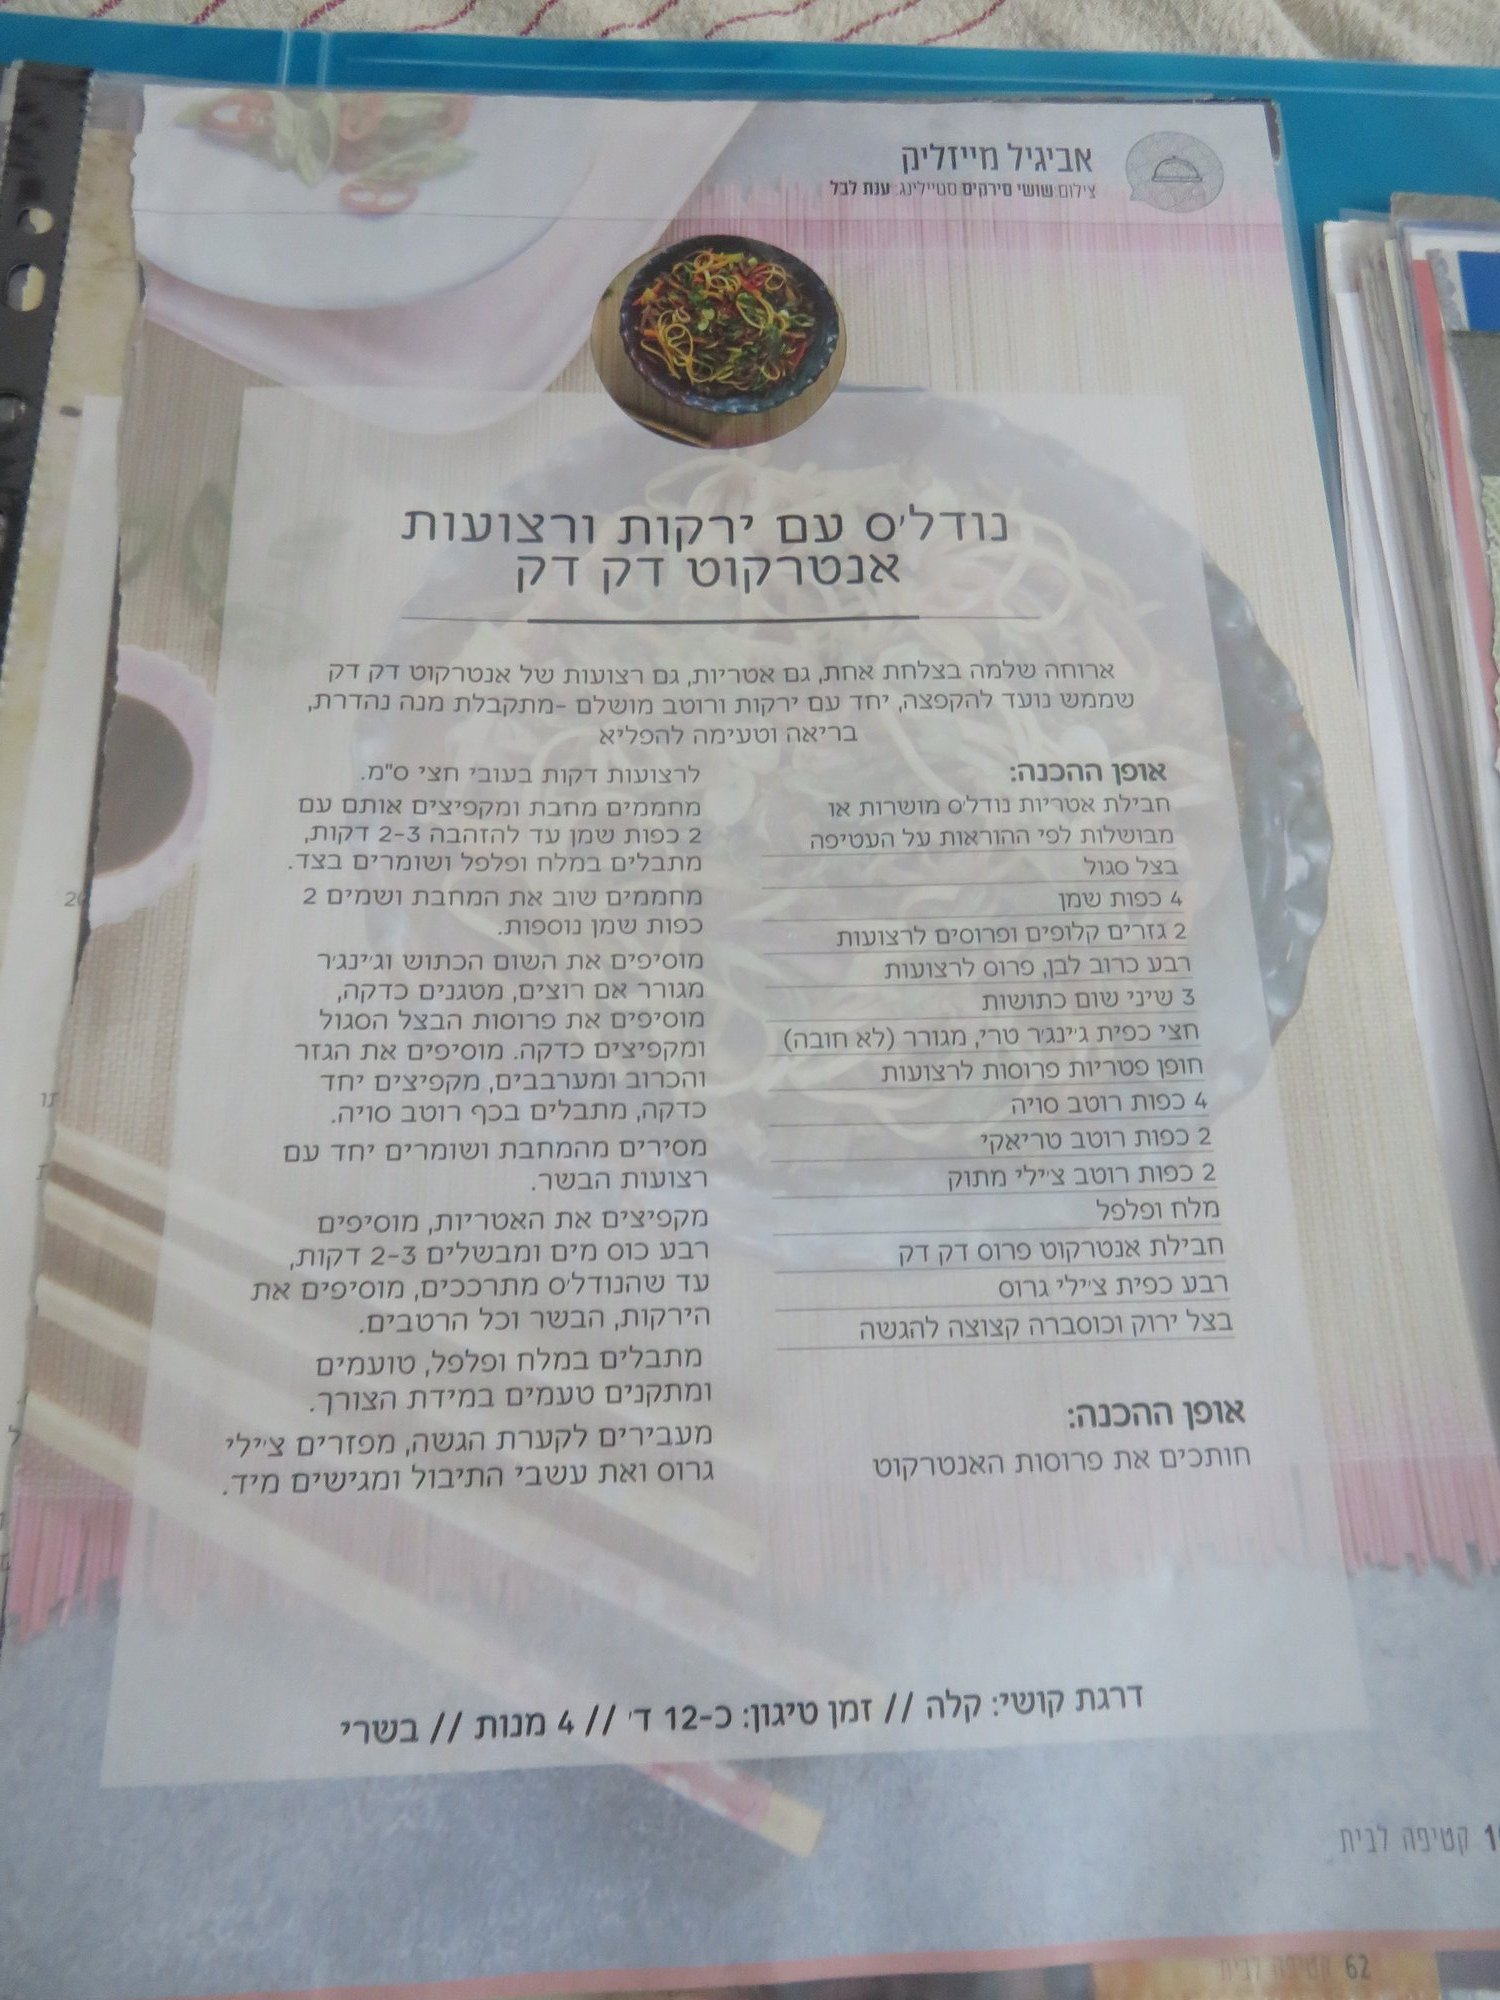 אביגיל מייזליק
צילום: שושי סירקיס סטיילינג: ענת לבל
נודל׳ס עם ירקות ורצועות
אנטרקוט דק דק
ארוחה שלמה בצלחת אחת, גם אטריות, גם רצועות של אנטרקוט דק דק
שממש נועד להקפצה, יחד עם ירקות ורוטב מושלם –מתקבלת מנה נהדרת,
בריאה וטעימה להפליא
אופן ההכנה:
חבילת אטריות נודל׳ס מושרות או
מבושלות לפי ההוראות על העטיפה
בצל סגול
4 כפות שמן
2 גזרים קלופים ופרוסים לרצועות
רבע כרוב לבן, פרוס לרצועות
3 שיני שום כתושות
חצי כפית ג׳ינג׳ר טרי, מגורר (לא חובה)
חופן פטריות פרוסות לרצועות
4 כפות רוטב סויה
2 כפות רוטב טריאקי
2 כפות רוטב צ׳ילי מתוק
מלח ופלפל
חבילת אנטרקוט פרוס דק דק
רבע כפית צ׳ילי גרוס
בצל ירוק וכוסברה קצוצה להגשה
אופן ההכנה:
חותכים את פרוסות האנטרקוט
לרצועות דקות בעובי חצי ס"מ.
מחממים מחבת ומקפיצים אותם עם
2 כפות שמן עד להזהבה 2-3 דקות,
מתבלים במלח ופלפל ושומרים בצד.
מחממים שוב את המחבת ושמים 2
כפות שמן נוספות.
מוסיפים את השום הכתוש וג׳ינג׳ר
מגורר אם רוצים, מטגנים כדקה,
מוסיפים את פרוסות הבצל הסגול
ומקפיצים כדקה. מוסיפים את הגזר
והכרוב ומערבבים, מקפיצים יחד
כדקה, מתבלים בכף רוטב סויה.
מסירים מהמחבת ושומרים יחד עם
רצועות הבשר.
מקפיצים את האטריות, מוסיפים
רבע כוס מים ומבשלים 2-3 דקות,
עד שהנודל׳ס מתרככים, מוסיפים את
הירקות, הבשר וכל הרטבים.
מתבלים במלח ופלפל, טועמים
ומתקנים טעמים במידת הצורך.
מעבירים לקערת הגשה, מפזרים צ׳ילי
גרוס ואת עשבי התיבול ומגישים מיד.
דרגת קושי: קלה // זמן טיגון: כ-12 ד׳ // 4 מנות // בשרי
קטיפה לבית
62 קטיפה לבית